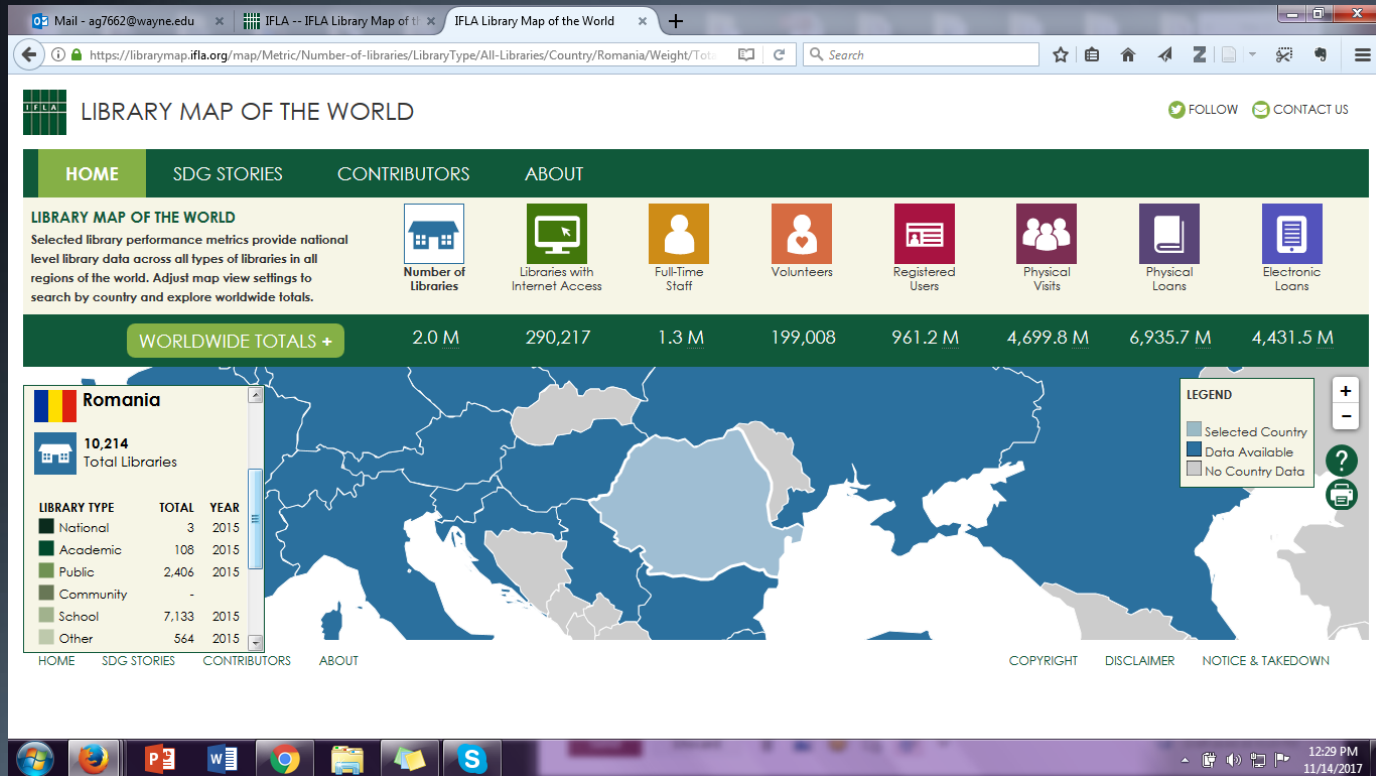 Mail - ag7662@wayne.edu
IFLA -- IFLA Library Map of t
IFLA Library Map of the World
https://librarymap.ifla.org/map/Metric/Number-of-libraries/LibraryType/All-Libraries/Country/Romania/Weight/Tot
Search
IFLA
LIBRARY MAP OF THE WORLD
FOLLOW
CONTACT US
HOME
SDG STORIES
CONTRIBUTORS
ABOUT
LIBRARY MAP OF THE WORLD
Selected library performance metrics provide national
level library data across all types of libraries in all
regions of the world. Adjust map view settings to
search by country and explore worldwide totals.
Number of
Libraries
Libraries with
Internet Access
Full-Time
Staff
Volunteers
Registered
Users
Physical
Visits
Physical
Loans
Electronic
Loans
WORLDWIDE TOTALS +
2.0 M
290,217
1.3 M
199,008
961.2 M
4,699.8 M
6,935.7 M
4,431.5 M
Romania
10,214
Total Libraries
LIBRARY TYPE TOTAL YEAR
National 3 2015
Academic 108 2015
Public 2,406 2015
Community -
School 7,133 2015
Other 564 2015
LEGEND
Selected Country
Data Available
No Country Data
+
−
?
HOME
SDG STORIES
CONTRIBUTORS
ABOUT
COPYRIGHT
DISCLAIMER
NOTICE & TAKEDOWN
12:29 PM
11/14/2017